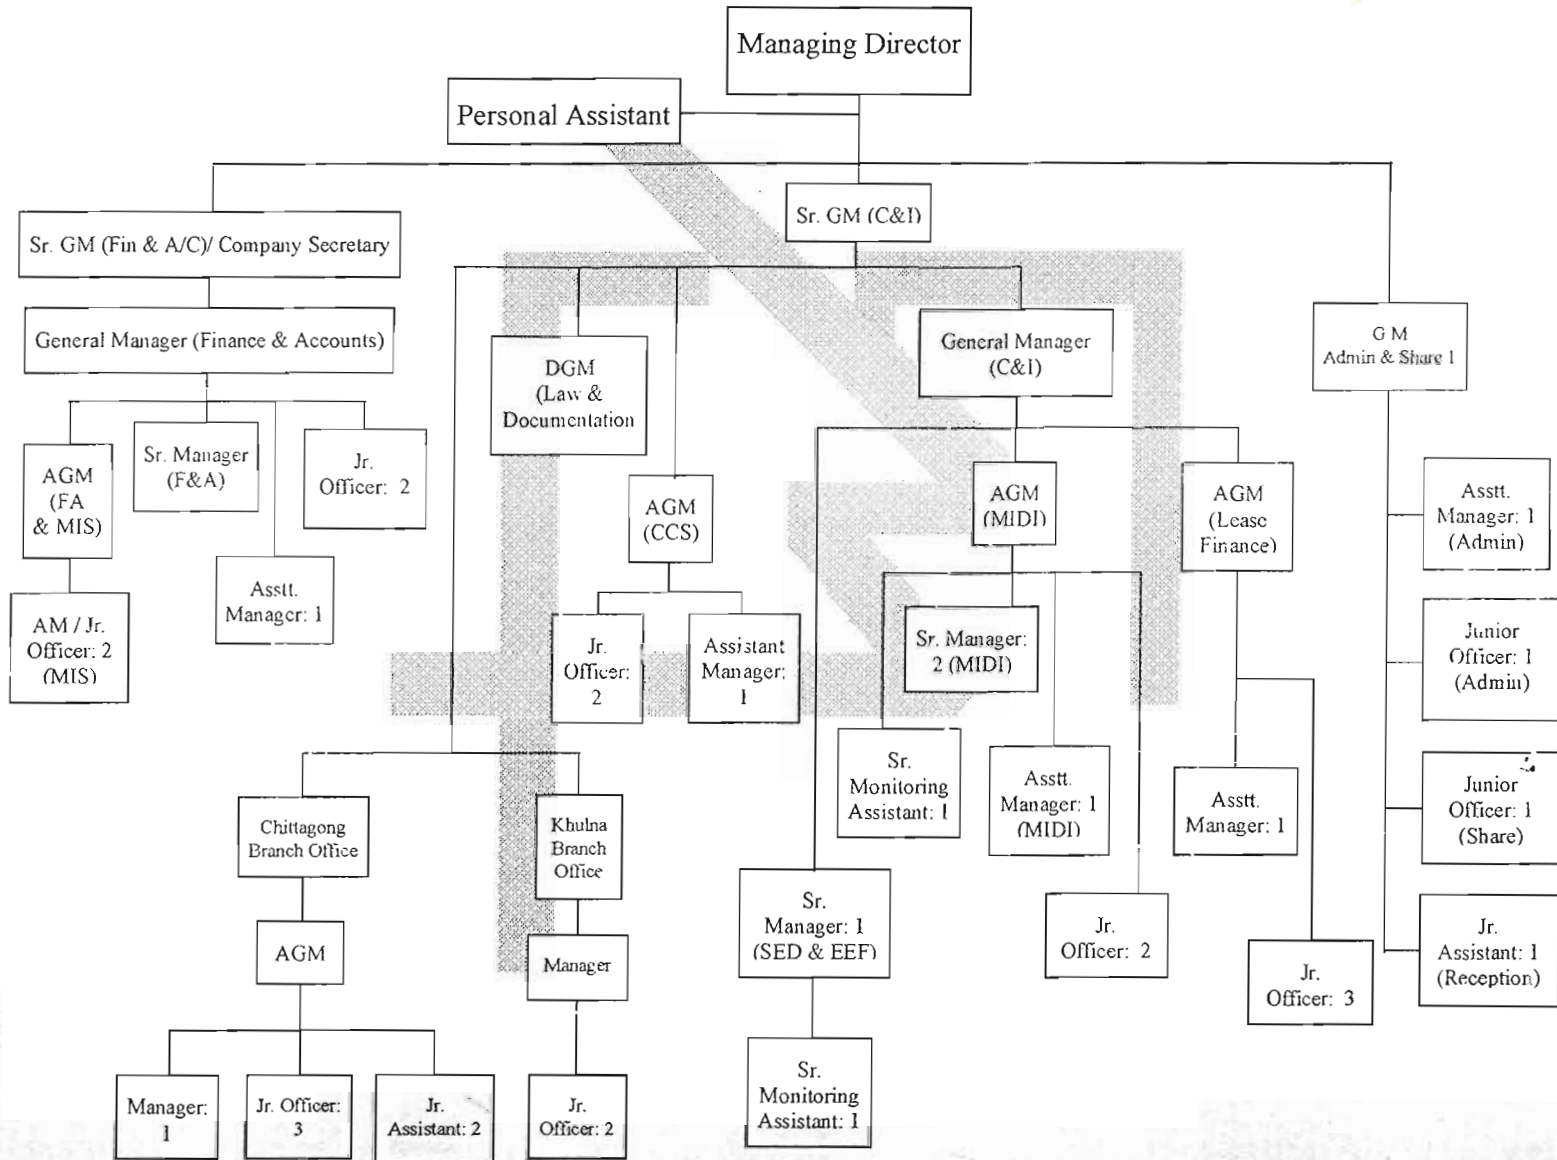 Managing Director
Personal Assistant
Sr. GM (C&I)
Sr. GM (Fin & A/C)/ Company Secretary
General Manager (Finance & Accounts)
AGM
(FA
& MIS)
Sr. Manager
(F&A)
Jr.
Officer: 2
Asstt.
Manager: 1
AM / Jr.
Officer: 2
(MIS)
DGM
(Law &
Documentation
AGM
(CCS)
Jr.
Officer:
2
Assistant
Manager:
1
General Manager
(C&I)
AGM
(MIDI)
AGM
(Lease
Finance)
Sr. Manager:
2 (MIDI)
Sr.
Monitoring
Assistant: 1
Asstt.
Manager: 1
(MIDI)
Jr.
Officer: 2
Asstt.
Manager: 1
Jr.
Officer: 3
Sr.
Manager: 1
(SED & EEF)
Sr.
Monitoring
Assistant: 1
G M
Admin & Share 1
Asstt.
Manager: 1
(Admin)
Junior
Officer: 1
(Admin)
Junior
Officer: 1
(Share)
Jr.
Assistant: 1
(Reception)
Chittagong
Branch Office
AGM
Manager:
1
Jr. Officer:
3
Jr.
Assistant: 2
Khulna
Branch
Office
Manager
Jr.
Officer: 2